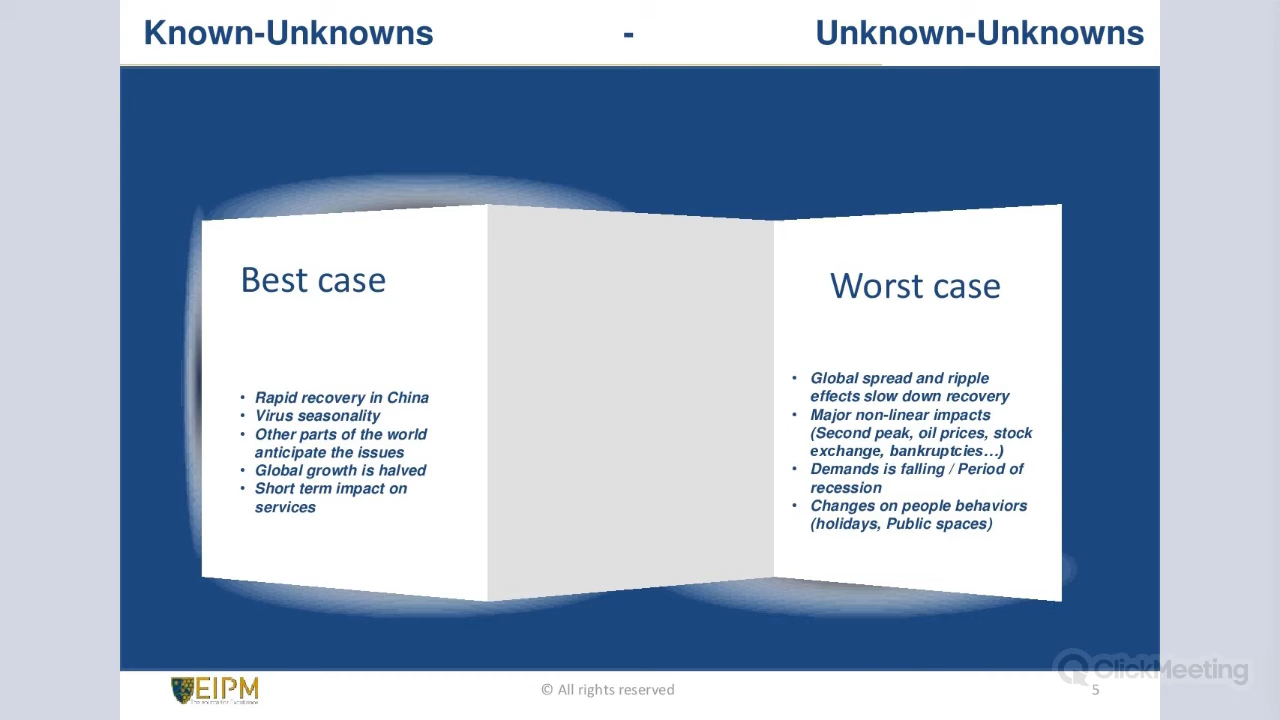 Known-Unknowns - Unknown-Unknowns
Best case
• Rapid recovery in China
• Virus seasonality
• Other parts of the world
anticipate the issues
• Global growth is halved
• Short term impact on
services
Worst case
• Global spread and ripple
effects slow down recovery
• Major non-linear impacts
(Second peak, oil prices, stock
exchange, bankruptcies…)
• Demands is falling / Period of
recession
• Changes on people behaviors
(holidays, Public spaces)
EIPM
© All rights reserved
5
ClickMeeting